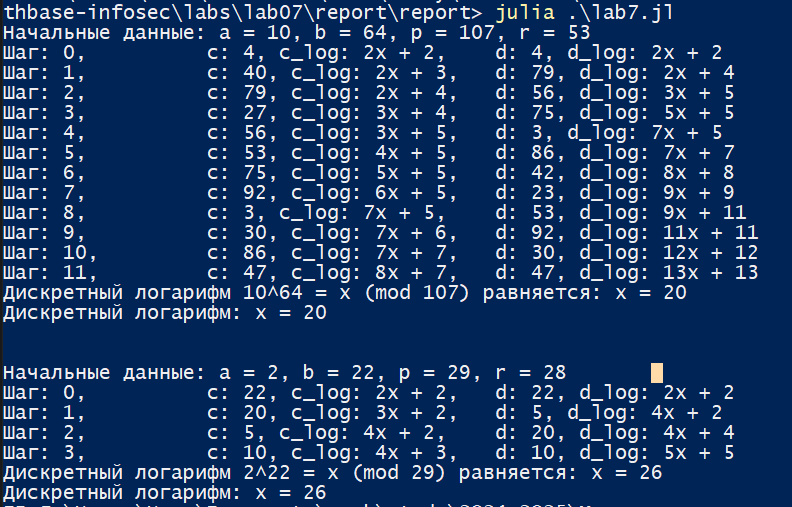 thbase-infosec\labs\lab07\report\report> julia .\lab7.jl
Начальные данные: a = 10, b = 64, p = 107, r = 53
Шаг: 0, c: 4, c_log: 2x + 2, d: 4, d_log: 2x + 2
Шаг: 1, c: 40, c_log: 2x + 3, d: 79, d_log: 2x + 4
Шаг: 2, c: 79, c_log: 2x + 4, d: 56, d_log: 3x + 5
Шаг: 3, c: 27, c_log: 3x + 4, d: 75, d_log: 5x + 5
Шаг: 4, c: 56, c_log: 3x + 5, d: 3, d_log: 7x + 5
Шаг: 5, c: 53, c_log: 4x + 5, d: 86, d_log: 7x + 7
Шаг: 6, c: 75, c_log: 5x + 5, d: 42, d_log: 8x + 8
Шаг: 7, c: 92, c_log: 6x + 5, d: 23, d_log: 9x + 9
Шаг: 8, c: 3, c_log: 7x + 5, d: 53, d_log: 9x + 11
Шаг: 9, c: 30, c_log: 7x + 6, d: 92, d_log: 11x + 11
Шаг: 10, c: 86, c_log: 7x + 7, d: 30, d_log: 12x + 12
Шаг: 11, c: 47, c_log: 8x + 7, d: 47, d_log: 13x + 13
Дискретный логарифм 10^64 = x (mod 107) равняется: x = 20
Дискретный логарифм: x = 20
Начальные данные: a = 2, b = 22, p = 29, r = 28
Шаг: 0, c: 22, c_log: 2x + 2, d: 22, d_log: 2x + 2
Шаг: 1, c: 20, c_log: 3x + 2, d: 5, d_log: 4x + 2
Шаг: 2, c: 5, c_log: 4x + 2, d: 20, d_log: 4x + 4
Шаг: 3, c: 10, c_log: 4x + 3, d: 10, d_log: 5x + 5
Дискретный логарифм 2^22 = x (mod 29) равняется: x = 26
Дискретный логарифм: x = 26